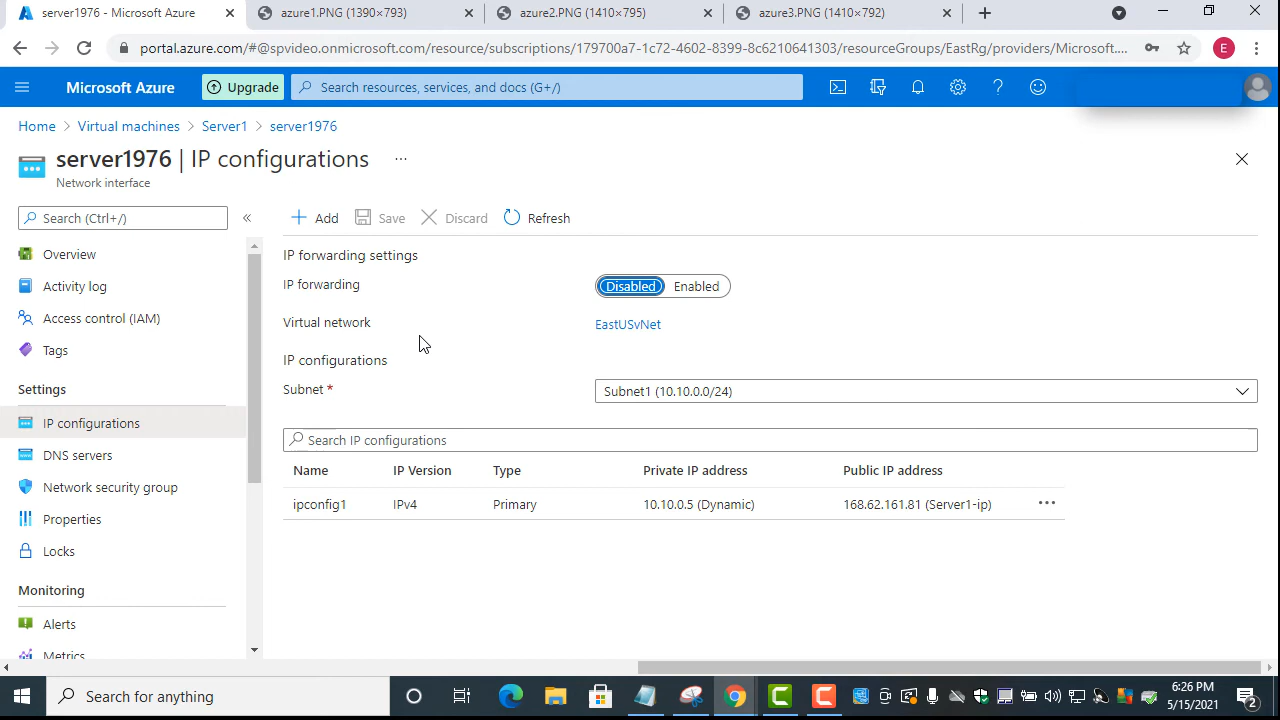 server1976 - Microsoft Azure
azure1.PNG (1390×793)
azure2.PNG (1410×795)
azure3.PNG (1410×792)
portal.azure.com/#@spvideo.onmicrosoft.com/resource/subscriptions/179700a7-1c72-4602-8399-8c6210641303/resourceGroups/EastRg/providers/Microsoft....
E
Microsoft Azure
Upgrade
Search resources, services, and docs (G+/)
Home > Virtual machines > Server1 > server1976
server1976 | IP configurations
...
Network interface
Search (Ctrl+/)
«
Add
Save
Discard
Refresh
Overview
Activity log
Access control (IAM)
Tags
Settings
IP configurations
DNS servers
Network security group
Properties
Locks
Monitoring
Alerts
Metrics
IP forwarding settings
IP forwarding
Disabled
Enabled
Virtual network
EastUSvNet
IP configurations
Subnet *
Subnet1 (10.10.0.0/24)
Search IP configurations
Name IP Version Type Private IP address Public IP address
ipconfig1 IPv4 Primary 10.10.0.5 (Dynamic) 168.62.161.81 (Server1-ip) ...
Search for anything
6:26 PM
5/15/2021
2